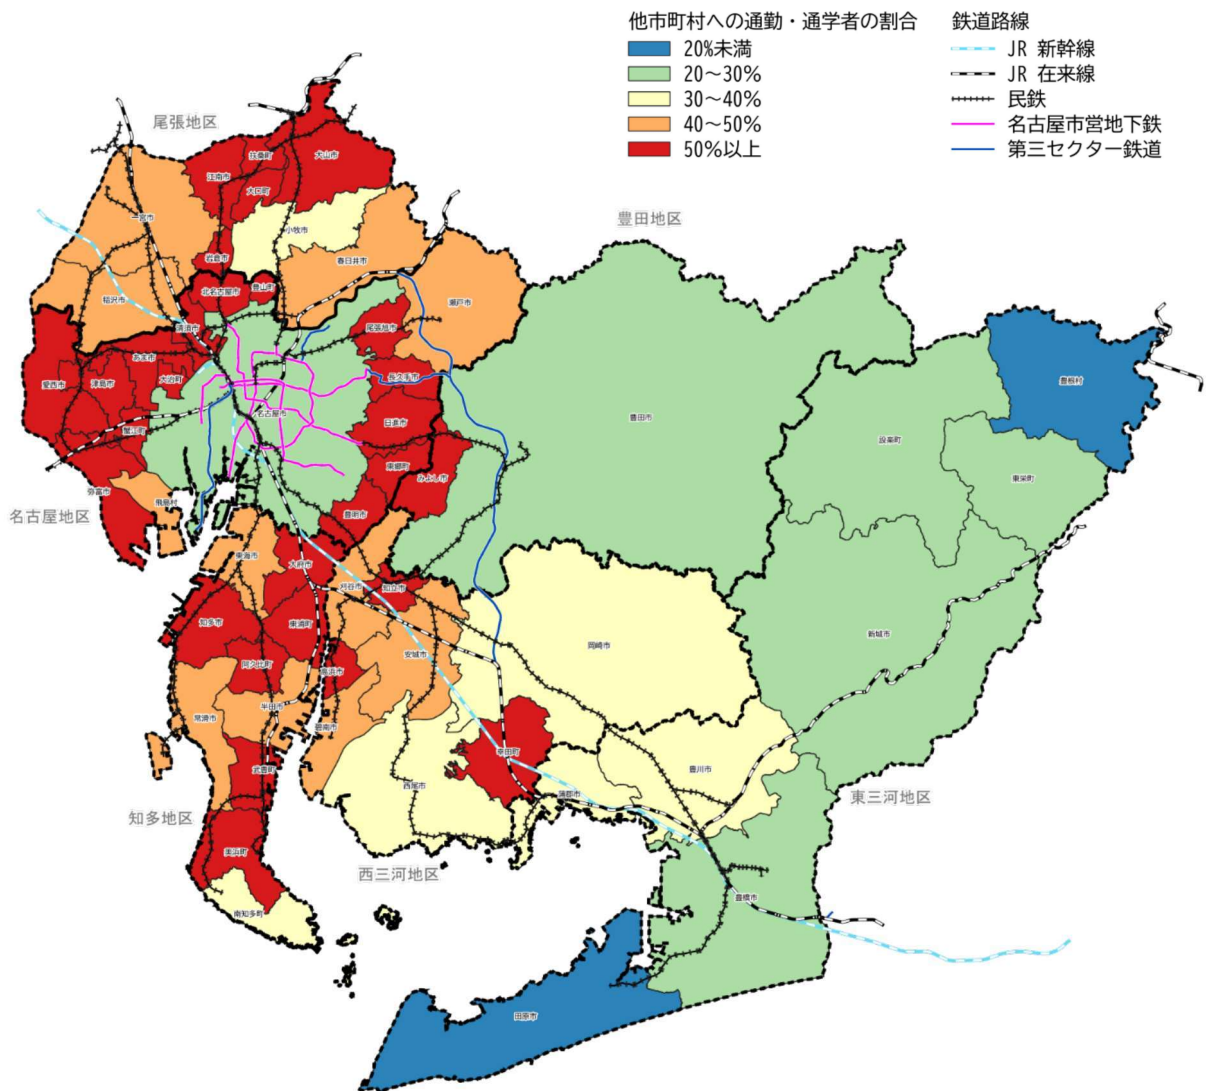 他市町村への通勤・通学者の割合
20%未満
20～30%
30～40%
40～50%
50%以上
鉄道路線
JR 新幹線
JR 在来線
民鉄
名古屋市営地下鉄
第三セクター鉄道
尾張地区
豊田地区
名古屋地区
知多地区
西三河地区
東三河地区
犬山市
扶桑町
江南市
大口町
一宮市
小牧市
岩倉市
春日井市
稲沢市
北名古屋市
豊山町
瀬戸市
清須市
尾張旭市
あま市
愛西市
津島市
大治町
長久手市
名古屋市
日進市
蟹江町
東郷町
みよし市
弥富市
飛島村
豊明市
豊田市
豊根村
設楽町
東栄町
新城市
東海市
大府市
刈谷市
知立市
知多市
東浦町
岡崎市
安城市
阿久比町
高浜市
常滑市
半田市
碧南市
武豊町
幸田町
西尾市
豊川市
蒲郡市
美浜町
南知多町
豊橋市
田原市